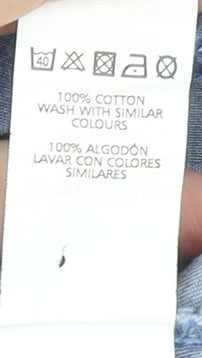 40
100% COTTON
WASH WITH SIMILAR
COLOURS
100% ALGODÓN
LAVAR CON COLORES
SIMILARES